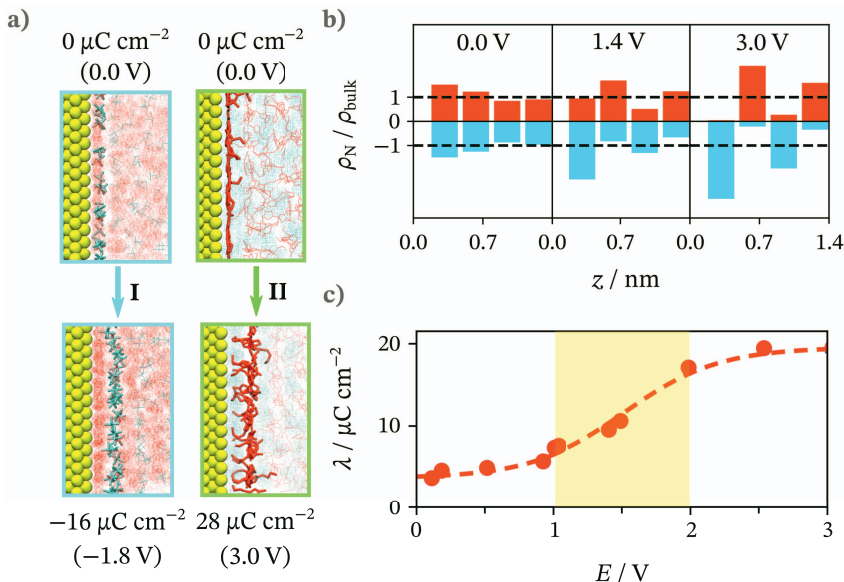 a)
0 μC cm−2
(0.0 V)
0 μC cm−2
(0.0 V)
I
II
−16 μC cm−2
(−1.8 V)
28 μC cm−2
(3.0 V)
b)
0.0 V
1.4 V
3.0 V
1
0
−1
ρN / ρbulk
0.0
0.7
0.0
0.7
0.0
0.7
1.4
z / nm
c)
20
10
0
λ / μC cm−2
0
1
2
3
E / V